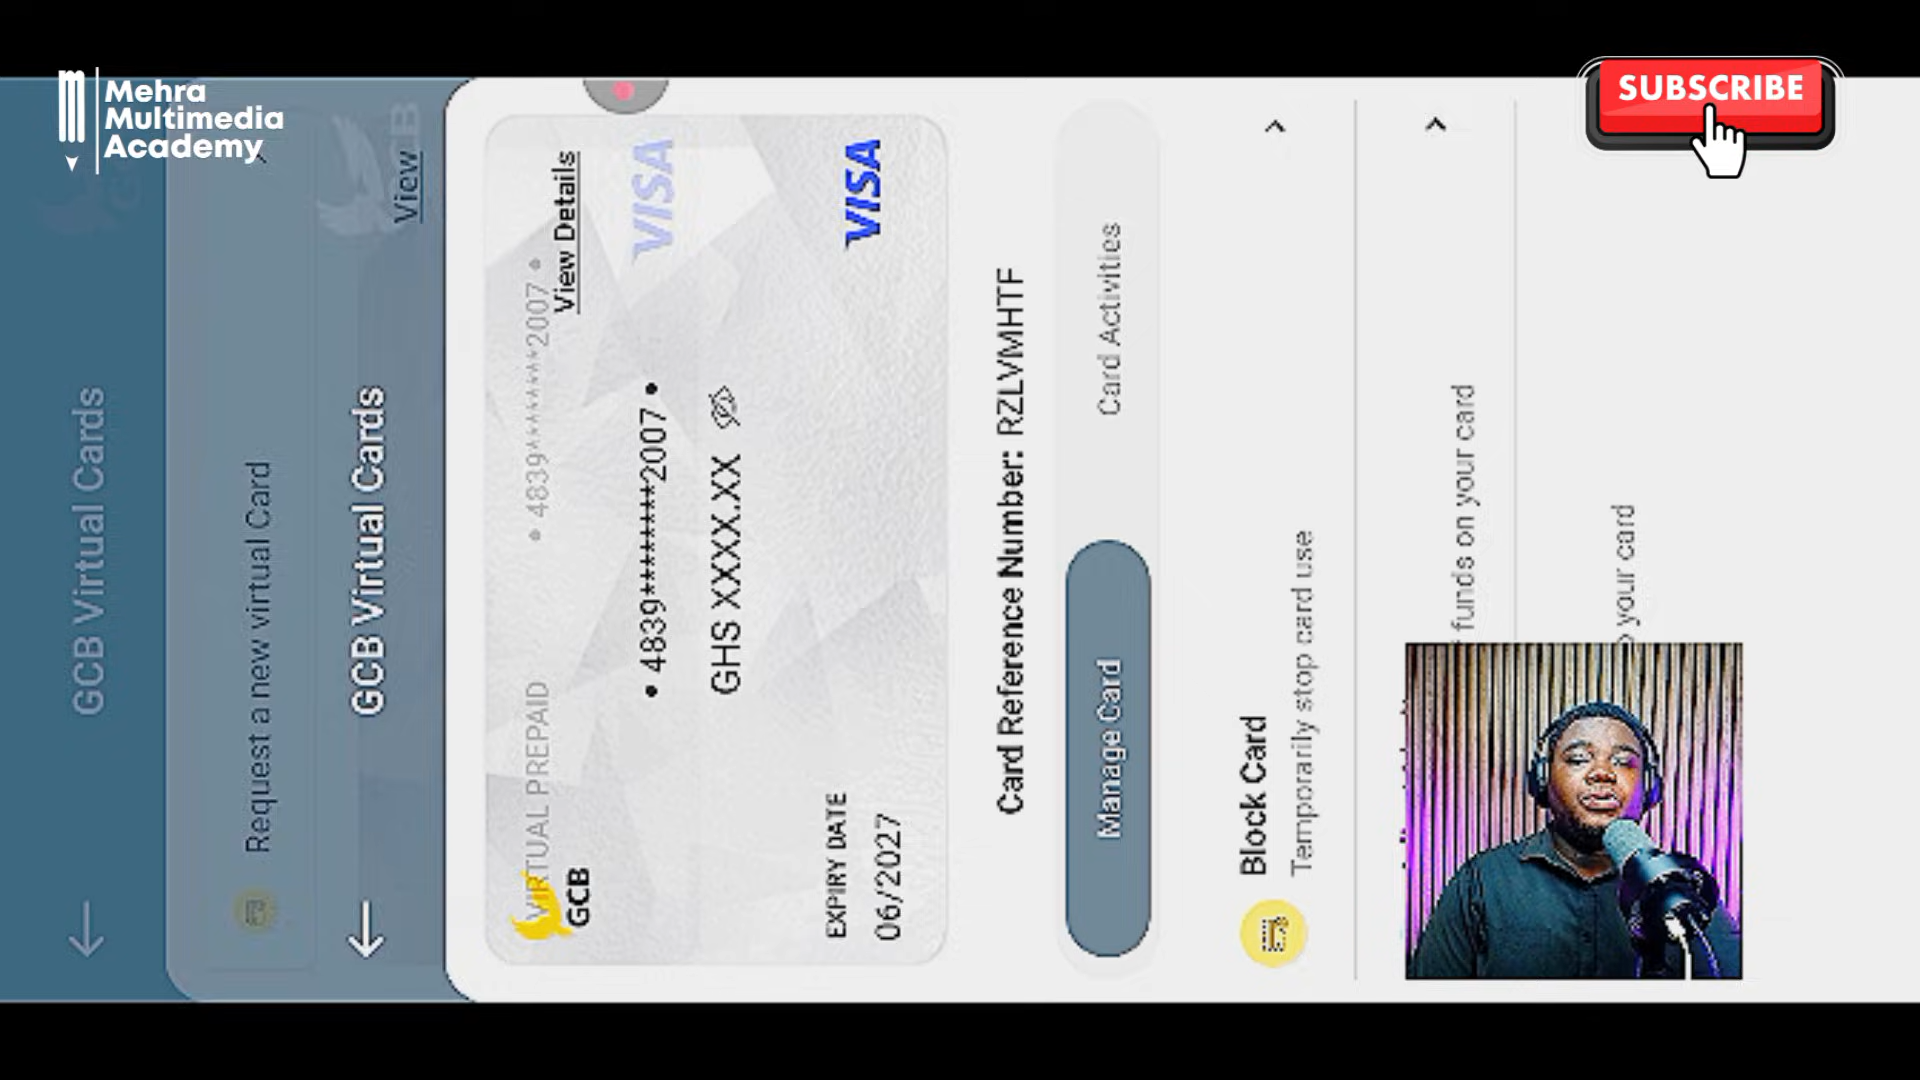 Mehra
Multimedia
Academy
SUBSCRIBE
GCB Virtual Cards
Request a new virtual Card
GCB Virtual Cards
View
VIRTUAL PREPAID
• 4839*********2007 •
View Details
GCB
VISA
• 4839*********2007 •
GHS XXXX.XX
EXPIRY DATE
06/2027
VISA
Card Reference Number: RZLVMHTF
Manage Card
Card Activities
Block Card
Temporarily stop card use
funds on your card
your card